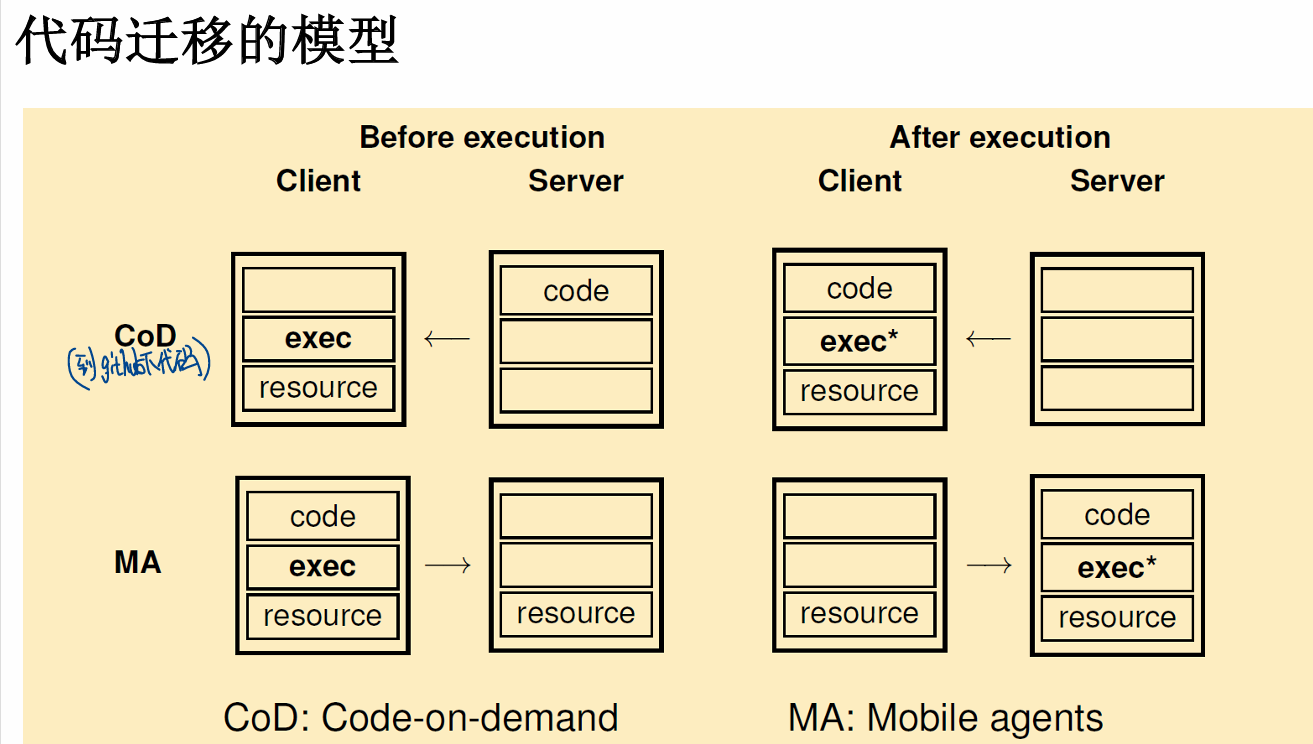 代码迁移的模型
Before execution After execution
Client Server Client Server
code code
CoD exec exec*
(到github下代码)
resource resource
code code
MA exec exec*
resource resource resource resource
CoD: Code-on-demand MA: Mobile agents